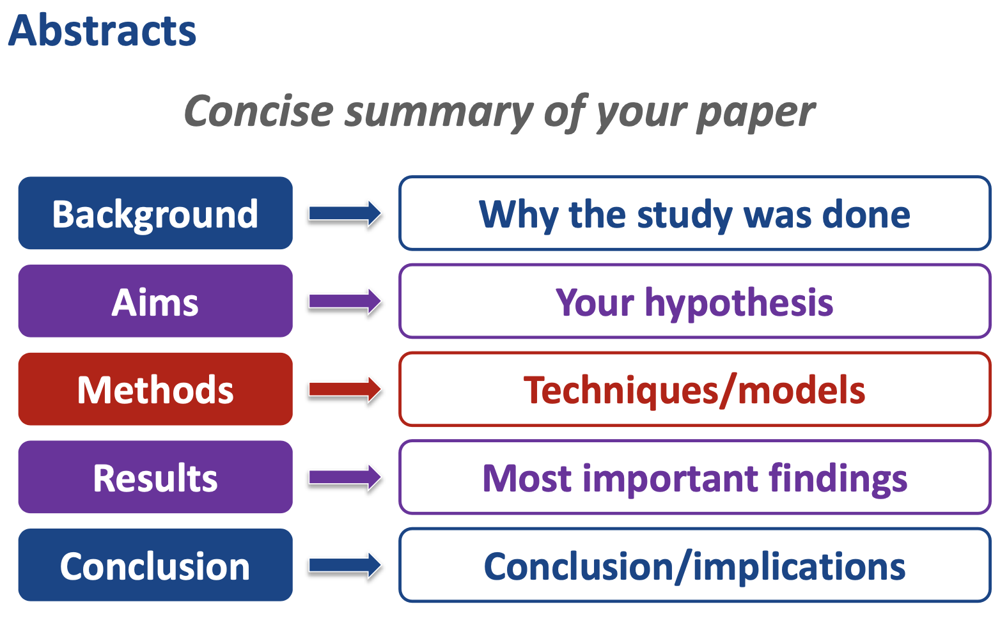 Abstracts
Concise summary of your paper
Background
Why the study was done
Aims
Your hypothesis
Methods
Techniques/models
Results
Most important findings
Conclusion
Conclusion/implications